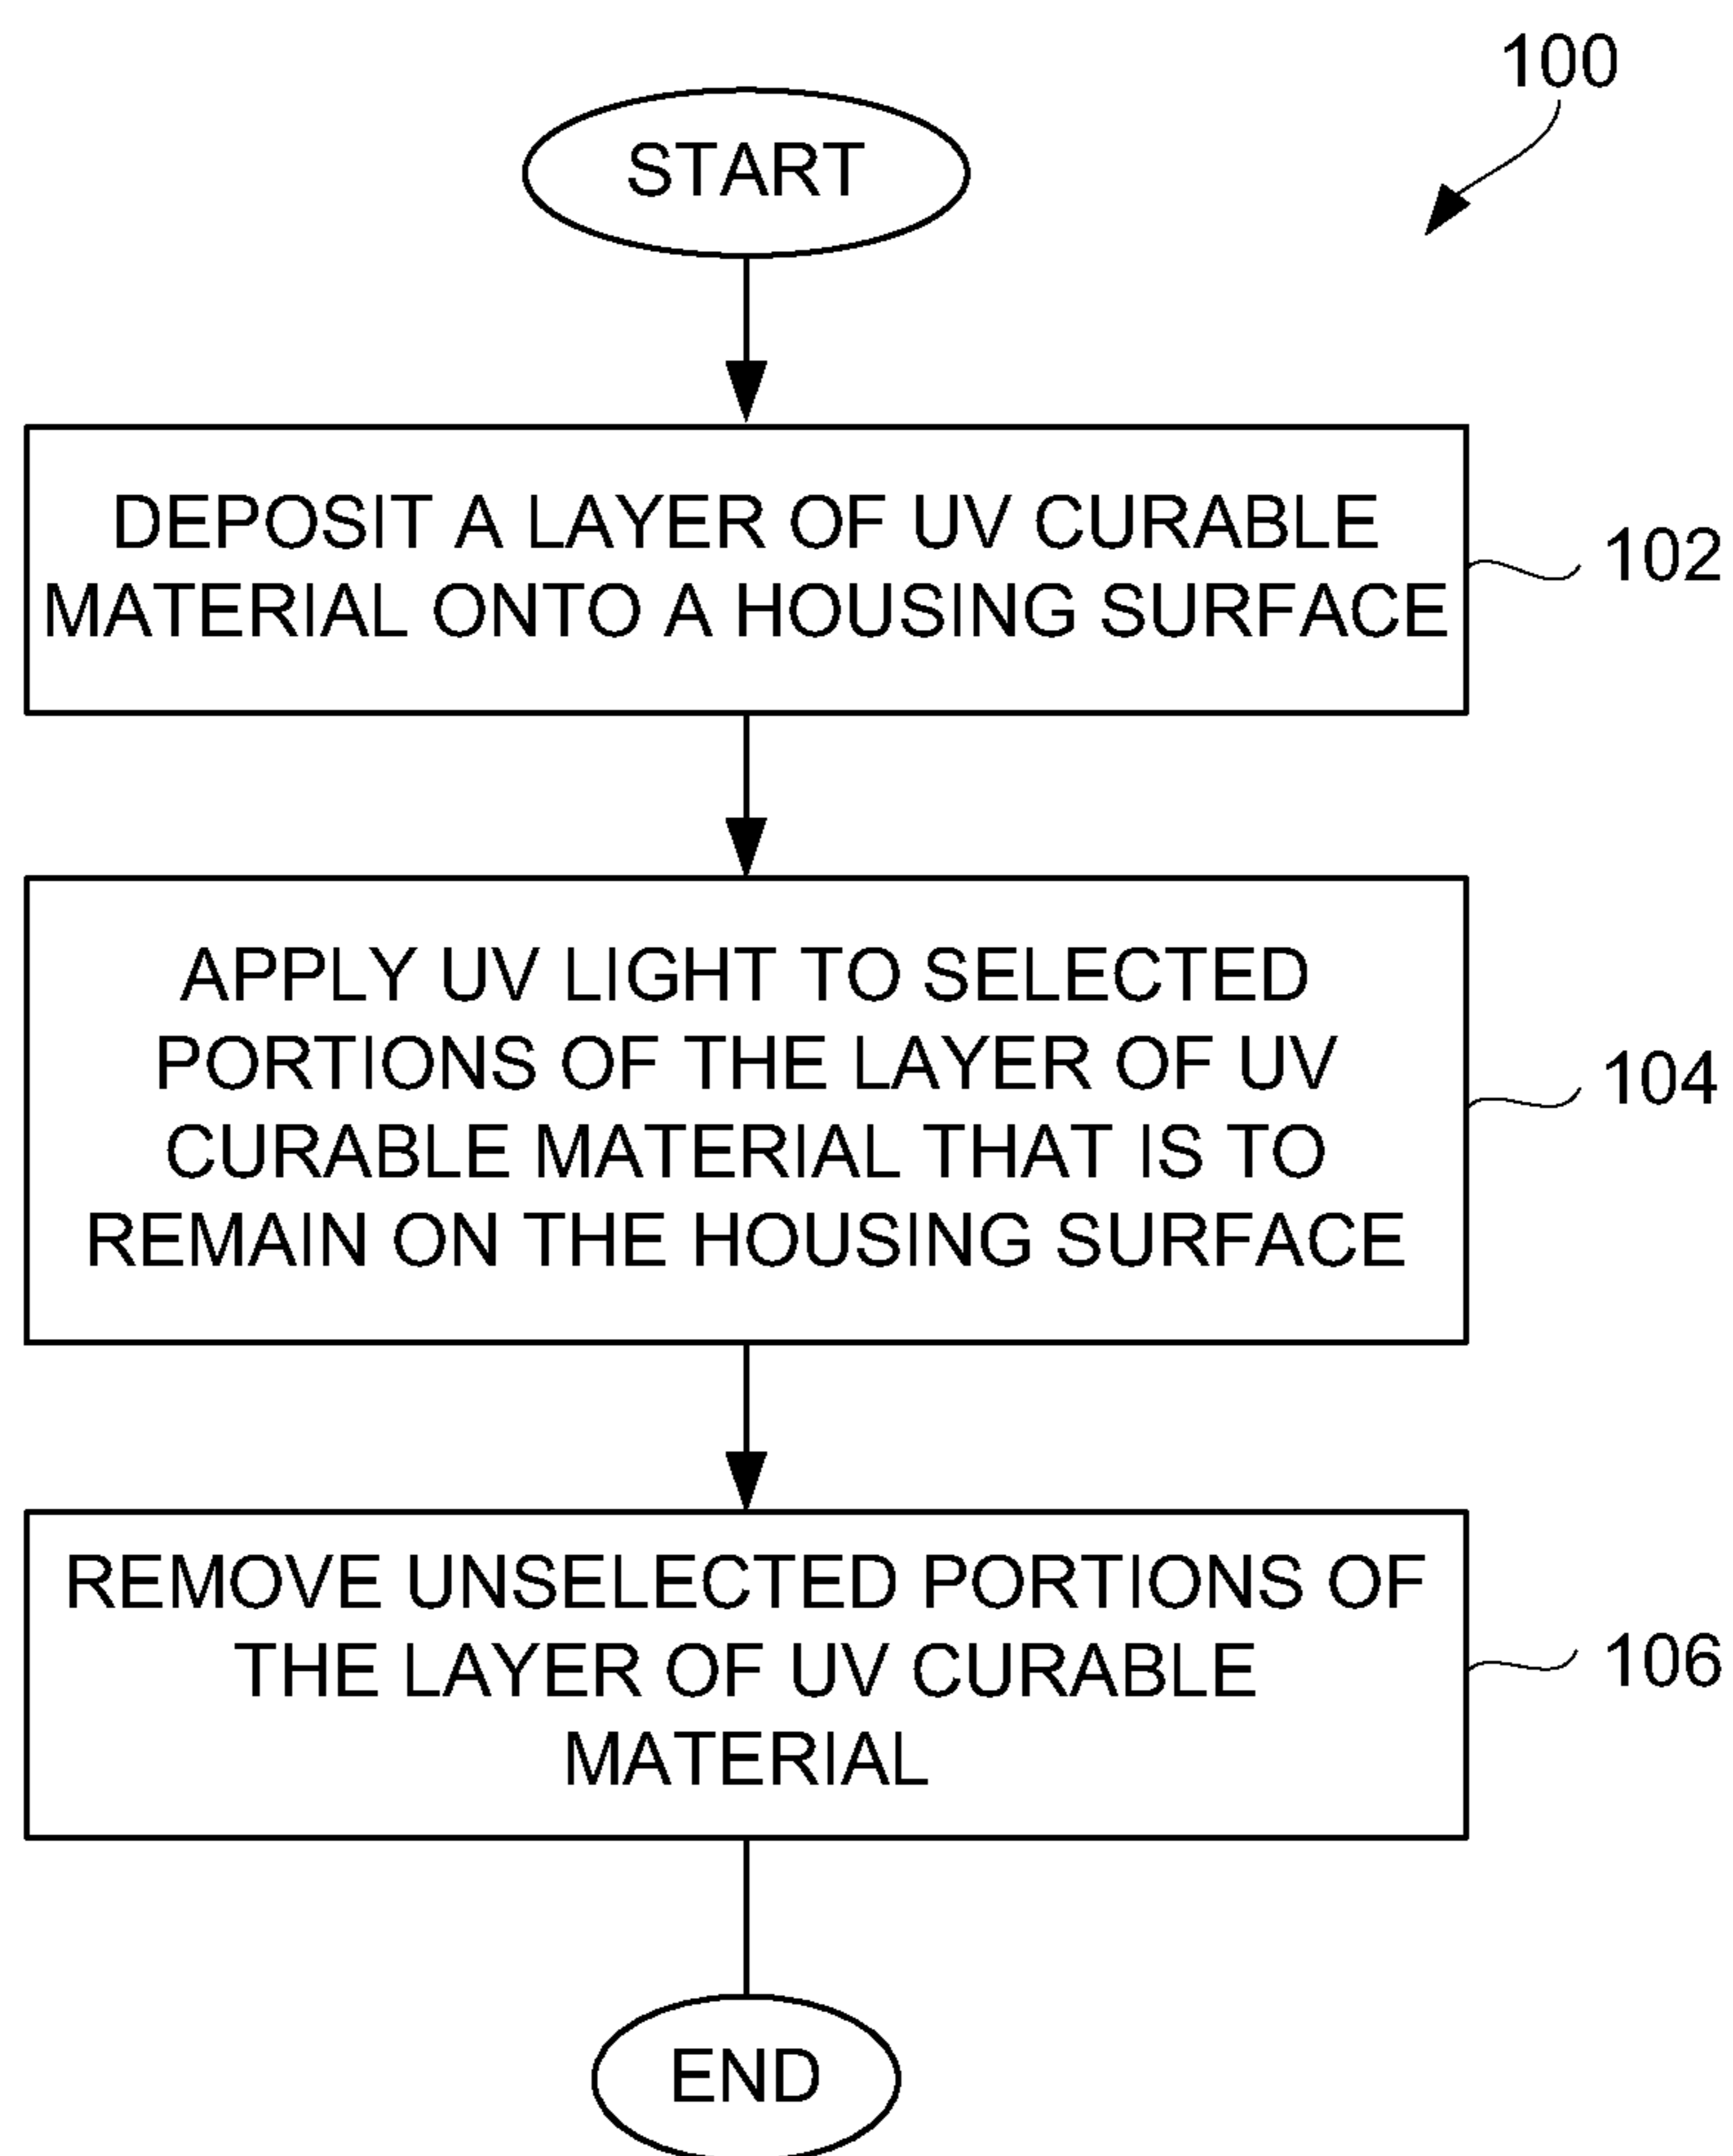 100
START
DEPOSIT A LAYER OF UV CURABLE
MATERIAL ONTO A HOUSING SURFACE
102
APPLY UV LIGHT TO SELECTED
PORTIONS OF THE LAYER OF UV
CURABLE MATERIAL THAT IS TO
REMAIN ON THE HOUSING SURFACE
104
REMOVE UNSELECTED PORTIONS OF
THE LAYER OF UV CURABLE
MATERIAL
106
END